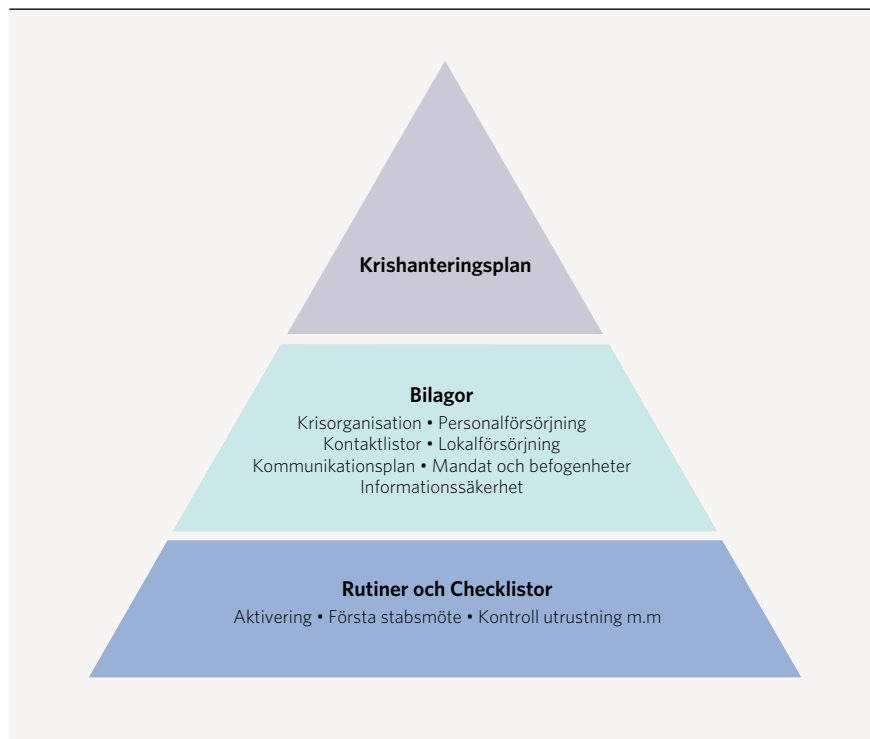 Krishanteringsplan
Bilagor
Krisorganisation • Personalförsörjning
Kontaktlistor • Lokalförsörjning
Kommunikationsplan • Mandat och befogenheter
Informationssäkerhet
Rutiner och Checklistor
Aktivering • Första stabsmöte • Kontroll utrustning m.m